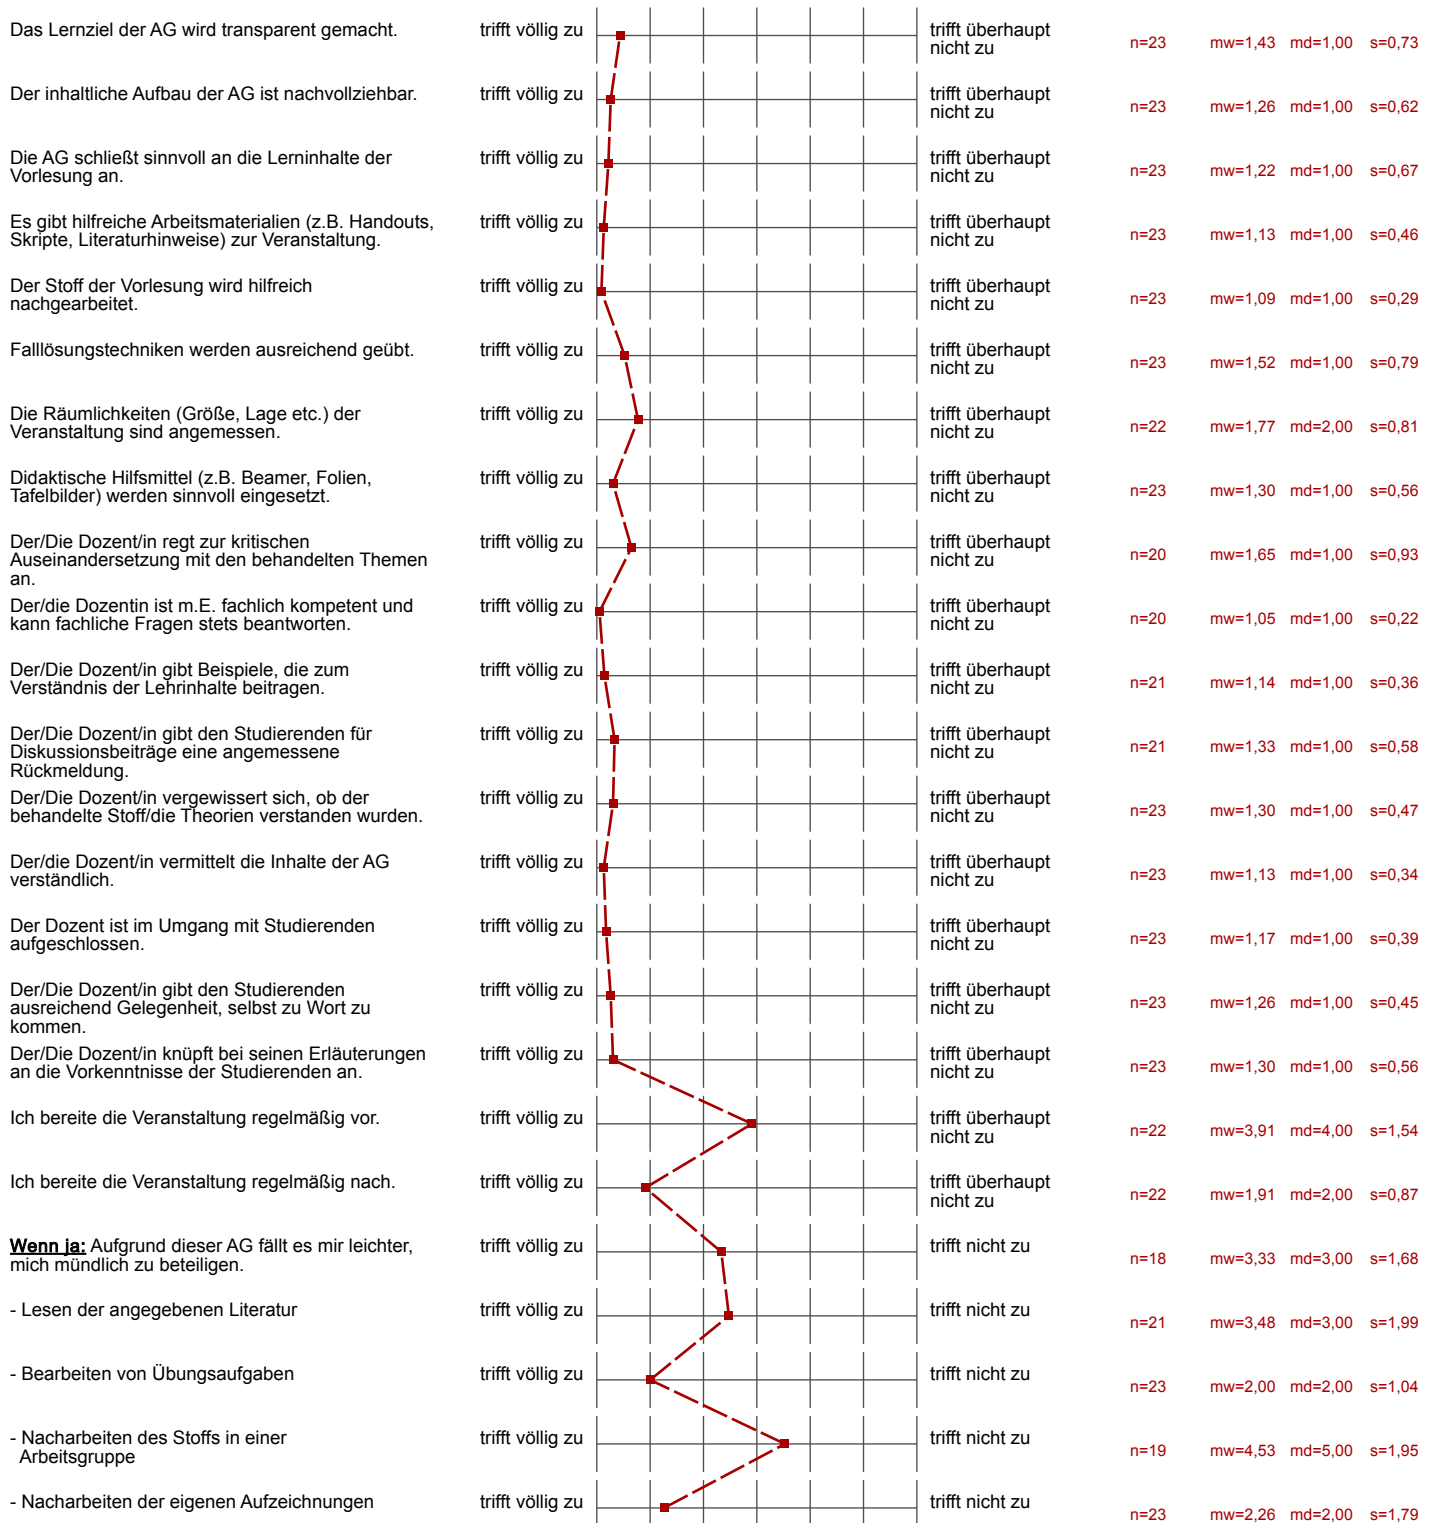 Das Lernziel der AG wird transparent gemacht.
trifft völlig zu
trifft überhaupt
nicht zu
n=23 mw=1,43 md=1,00 s=0,73
Der inhaltliche Aufbau der AG ist nachvollziehbar.
trifft völlig zu
trifft überhaupt
nicht zu
n=23 mw=1,26 md=1,00 s=0,62
Die AG schließt sinnvoll an die Lerninhalte der
Vorlesung an.
trifft völlig zu
trifft überhaupt
nicht zu
n=23 mw=1,22 md=1,00 s=0,67
Es gibt hilfreiche Arbeitsmaterialien (z.B. Handouts,
Skripte, Literaturhinweise) zur Veranstaltung.
trifft völlig zu
trifft überhaupt
nicht zu
n=23 mw=1,13 md=1,00 s=0,46
Der Stoff der Vorlesung wird hilfreich
nachgearbeitet.
trifft völlig zu
trifft überhaupt
nicht zu
n=23 mw=1,09 md=1,00 s=0,29
Falllösungstechniken werden ausreichend geübt.
trifft völlig zu
trifft überhaupt
nicht zu
n=23 mw=1,52 md=1,00 s=0,79
Die Räumlichkeiten (Größe, Lage etc.) der
Veranstaltung sind angemessen.
trifft völlig zu
trifft überhaupt
nicht zu
n=22 mw=1,77 md=2,00 s=0,81
Didaktische Hilfsmittel (z.B. Beamer, Folien,
Tafelbilder) werden sinnvoll eingesetzt.
trifft völlig zu
trifft überhaupt
nicht zu
n=23 mw=1,30 md=1,00 s=0,56
Der/Die Dozent/in regt zur kritischen
Auseinandersetzung mit den behandelten Themen
an.
trifft völlig zu
trifft überhaupt
nicht zu
n=20 mw=1,65 md=1,00 s=0,93
Der/die Dozentin ist m.E. fachlich kompetent und
kann fachliche Fragen stets beantworten.
trifft völlig zu
trifft überhaupt
nicht zu
n=20 mw=1,05 md=1,00 s=0,22
Der/Die Dozent/in gibt Beispiele, die zum
Verständnis der Lehrinhalte beitragen.
trifft völlig zu
trifft überhaupt
nicht zu
n=21 mw=1,14 md=1,00 s=0,36
Der/Die Dozent/in gibt den Studierenden für
Diskussionsbeiträge eine angemessene
Rückmeldung.
trifft völlig zu
trifft überhaupt
nicht zu
n=21 mw=1,33 md=1,00 s=0,58
Der/Die Dozent/in vergewissert sich, ob der
behandelte Stoff/die Theorien verstanden wurden.
trifft völlig zu
trifft überhaupt
nicht zu
n=23 mw=1,30 md=1,00 s=0,47
Der/die Dozent/in vermittelt die Inhalte der AG
verständlich.
trifft völlig zu
trifft überhaupt
nicht zu
n=23 mw=1,13 md=1,00 s=0,34
Der Dozent ist im Umgang mit Studierenden
aufgeschlossen.
trifft völlig zu
trifft überhaupt
nicht zu
n=23 mw=1,17 md=1,00 s=0,39
Der/Die Dozent/in gibt den Studierenden
ausreichend Gelegenheit, selbst zu Wort zu
kommen.
trifft völlig zu
trifft überhaupt
nicht zu
n=23 mw=1,26 md=1,00 s=0,45
Der/Die Dozent/in knüpft bei seinen Erläuterungen
an die Vorkenntnisse der Studierenden an.
trifft völlig zu
trifft überhaupt
nicht zu
n=23 mw=1,30 md=1,00 s=0,56
Ich bereite die Veranstaltung regelmäßig vor.
trifft völlig zu
trifft überhaupt
nicht zu
n=22 mw=3,91 md=4,00 s=1,54
Ich bereite die Veranstaltung regelmäßig nach.
trifft völlig zu
trifft überhaupt
nicht zu
n=22 mw=1,91 md=2,00 s=0,87
Wenn ja: Aufgrund dieser AG fällt es mir leichter,
mich mündlich zu beteiligen.
trifft völlig zu
trifft nicht zu
n=18 mw=3,33 md=3,00 s=1,68
- Lesen der angegebenen Literatur
trifft völlig zu
trifft nicht zu
n=21 mw=3,48 md=3,00 s=1,99
- Bearbeiten von Übungsaufgaben
trifft völlig zu
trifft nicht zu
n=23 mw=2,00 md=2,00 s=1,04
- Nacharbeiten des Stoffs in einer
Arbeitsgruppe
trifft völlig zu
trifft nicht zu
n=19 mw=4,53 md=5,00 s=1,95
- Nacharbeiten der eigenen Aufzeichnungen
trifft völlig zu
trifft nicht zu
n=23 mw=2,26 md=2,00 s=1,79